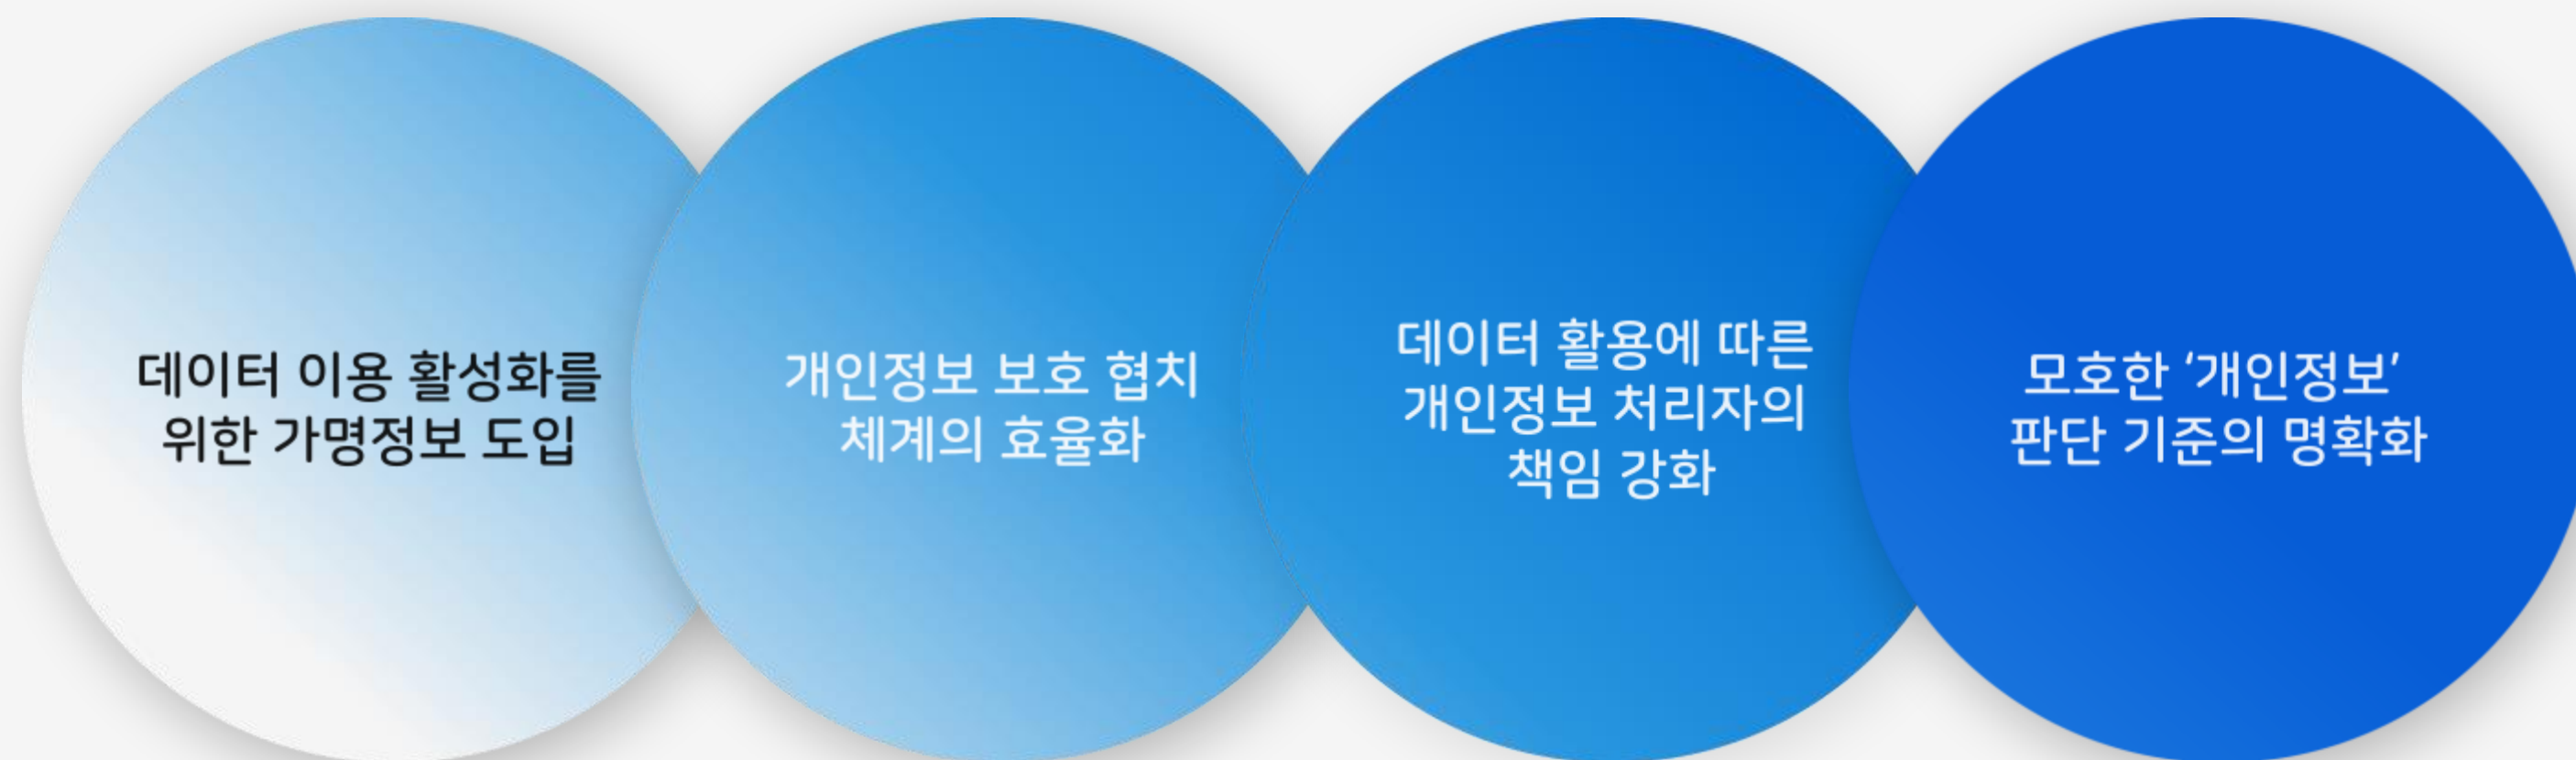 데이터 이용 활성화를
위한 가명정보 도입
개인정보 보호 협치
체계의 효율화
데이터 활용에 따른
개인정보 처리자의
책임 강화
모호한 ‘개인정보’
판단 기준의 명확화